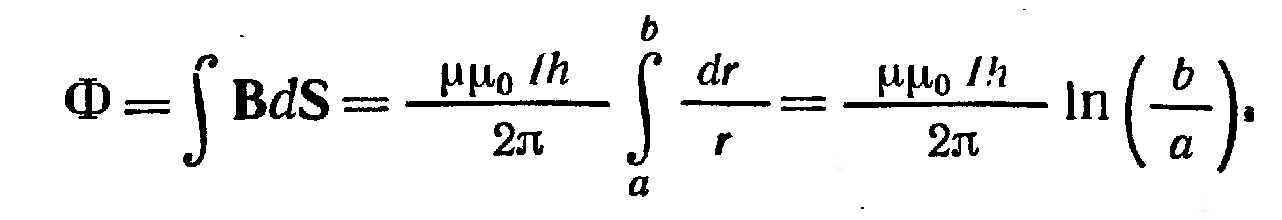 Φ = ∫ BdS = μμ₀ Ih / 2π ∫ₐᵇ dr / r = μμ₀ Ih / 2π ln (b / a).